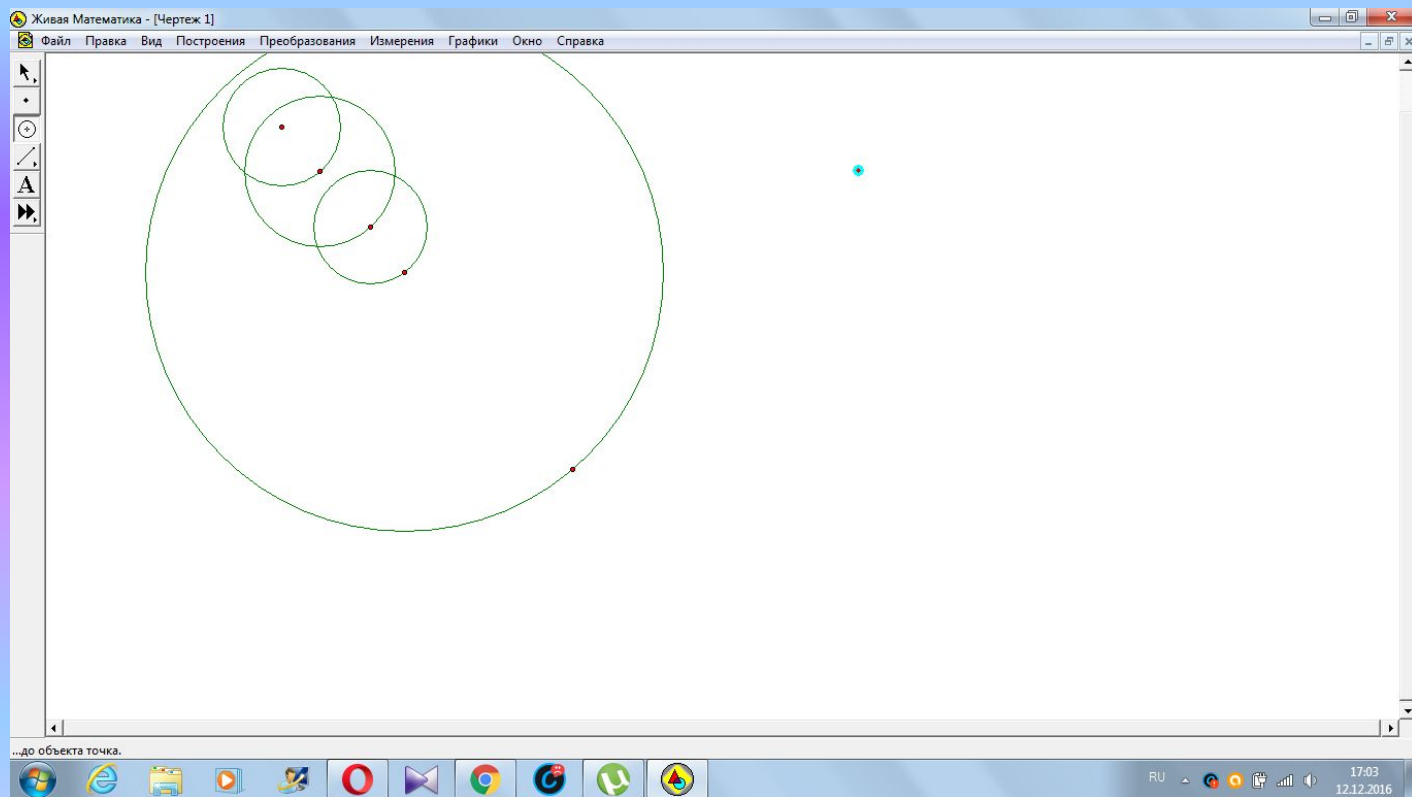 Живая Математика - [Чертеж 1]
Файл Правка Вид Построения Преобразования Измерения Графики Окно Справка
A
...до объекта точка.
RU
17:03
12.12.2016